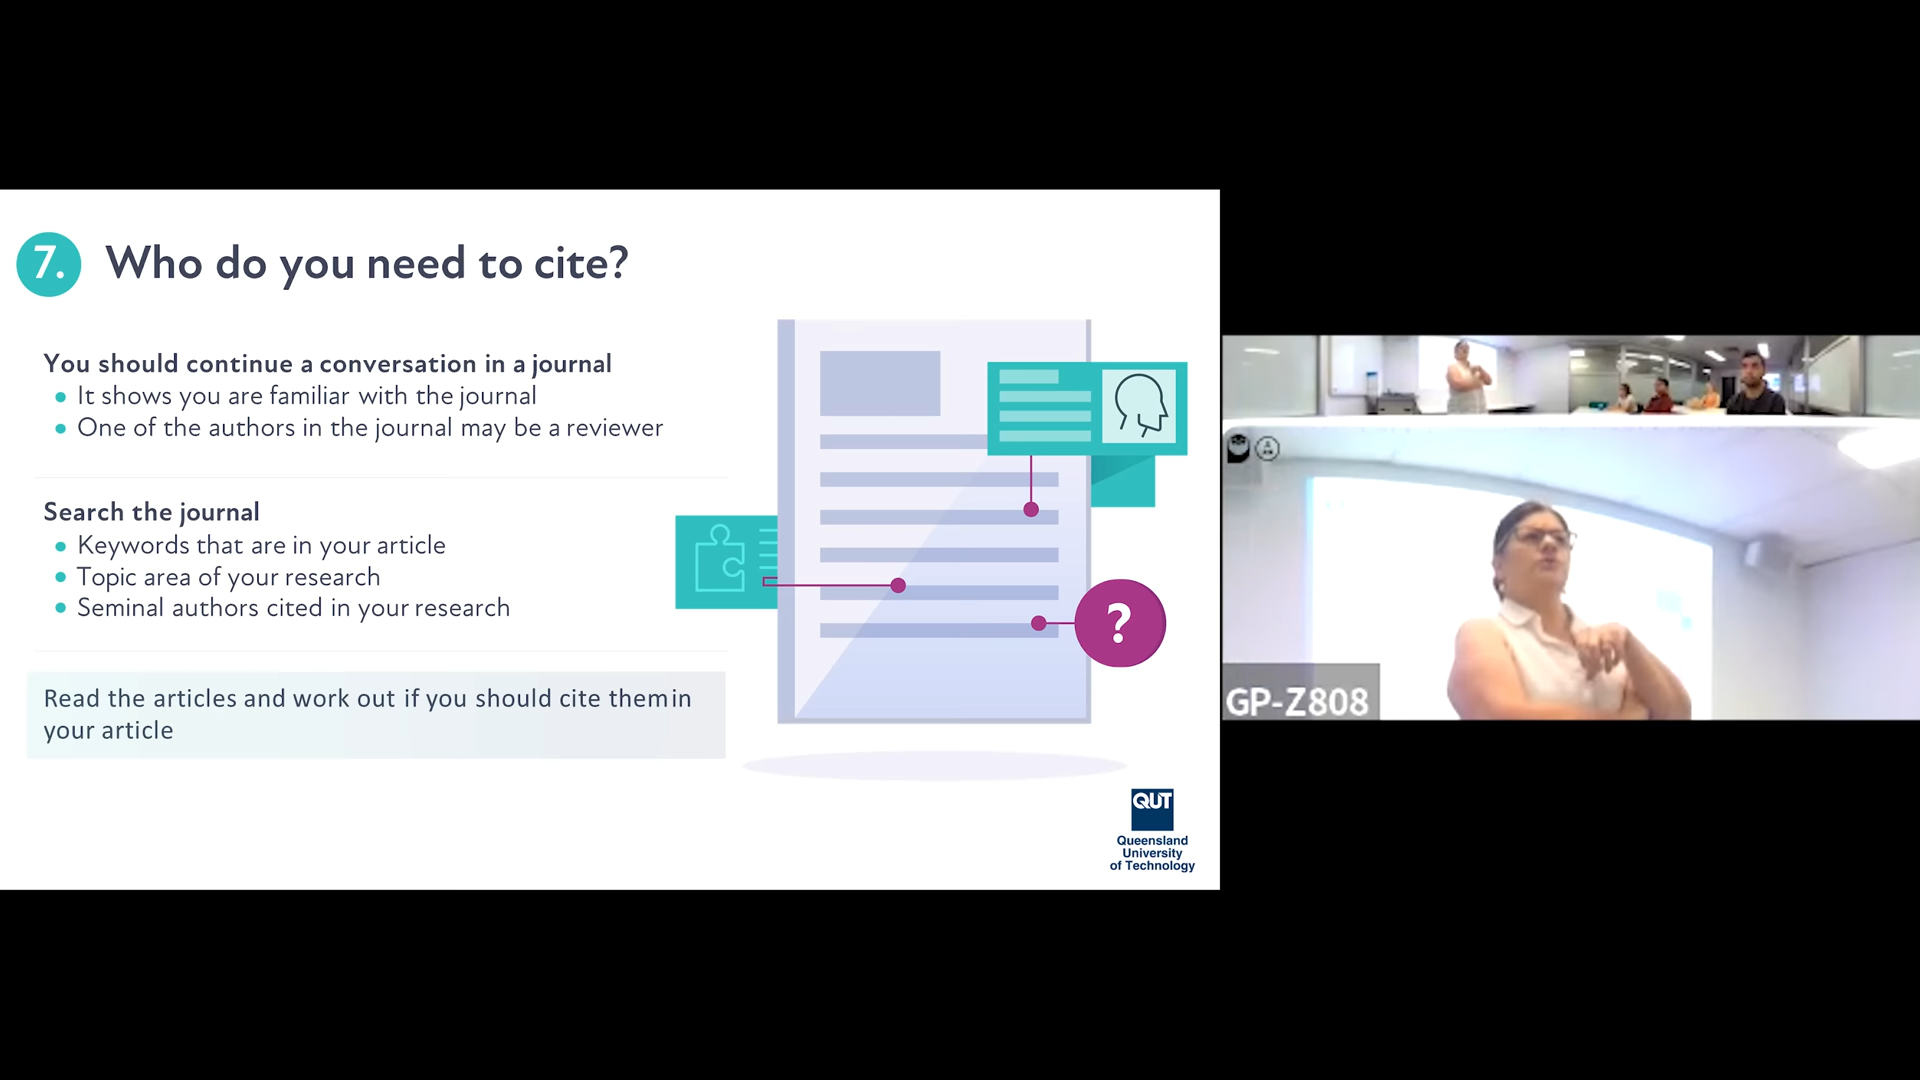 7. Who do you need to cite?
You should continue a conversation in a journal
• It shows you are familiar with the journal
• One of the authors in the journal may be a reviewer
Search the journal
• Keywords that are in your article
• Topic area of your research
• Seminal authors cited in your research
Read the articles and work out if you should cite them in
your article
?
QUT
Queensland
University
of Technology
GP-Z808